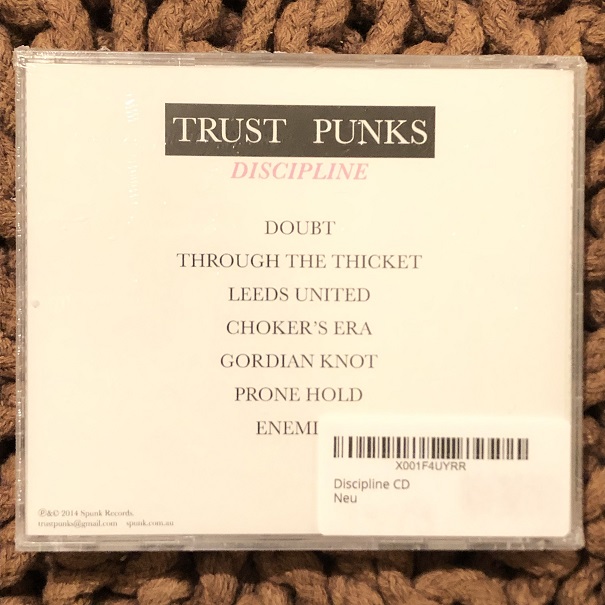 TRUST PUNKS
DISCIPLINE
DOUBT
THROUGH THE THICKET
LEEDS UNITED
CHOKER'S ERA
GORDIAN KNOT
PRONE HOLD
ENEMI
X001F4UYRR
Discipline CD
Neu
℗&© 2014 Spunk Records.
trustpunks@gmail.com spunk.com.au